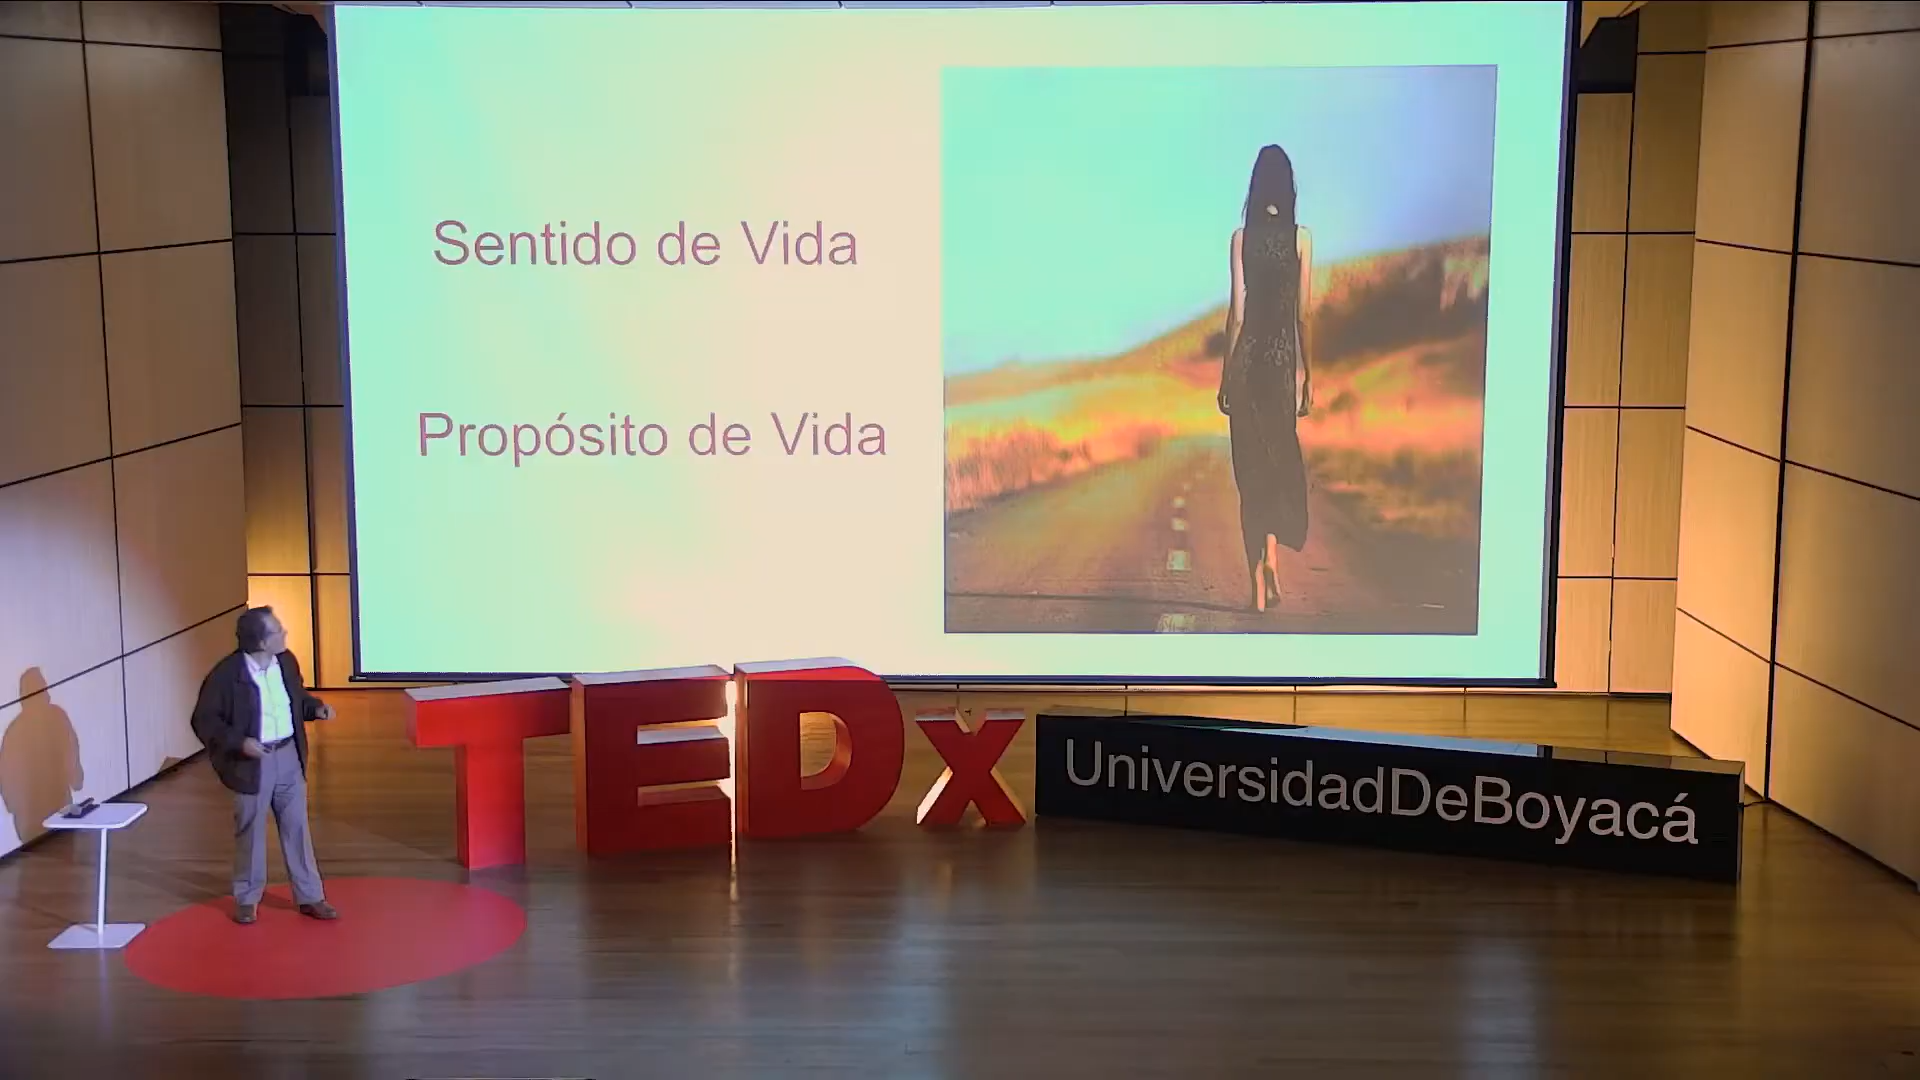 Sentido de Vida
Propósito de Vida
TEDx
UniversidadDeBoyacá